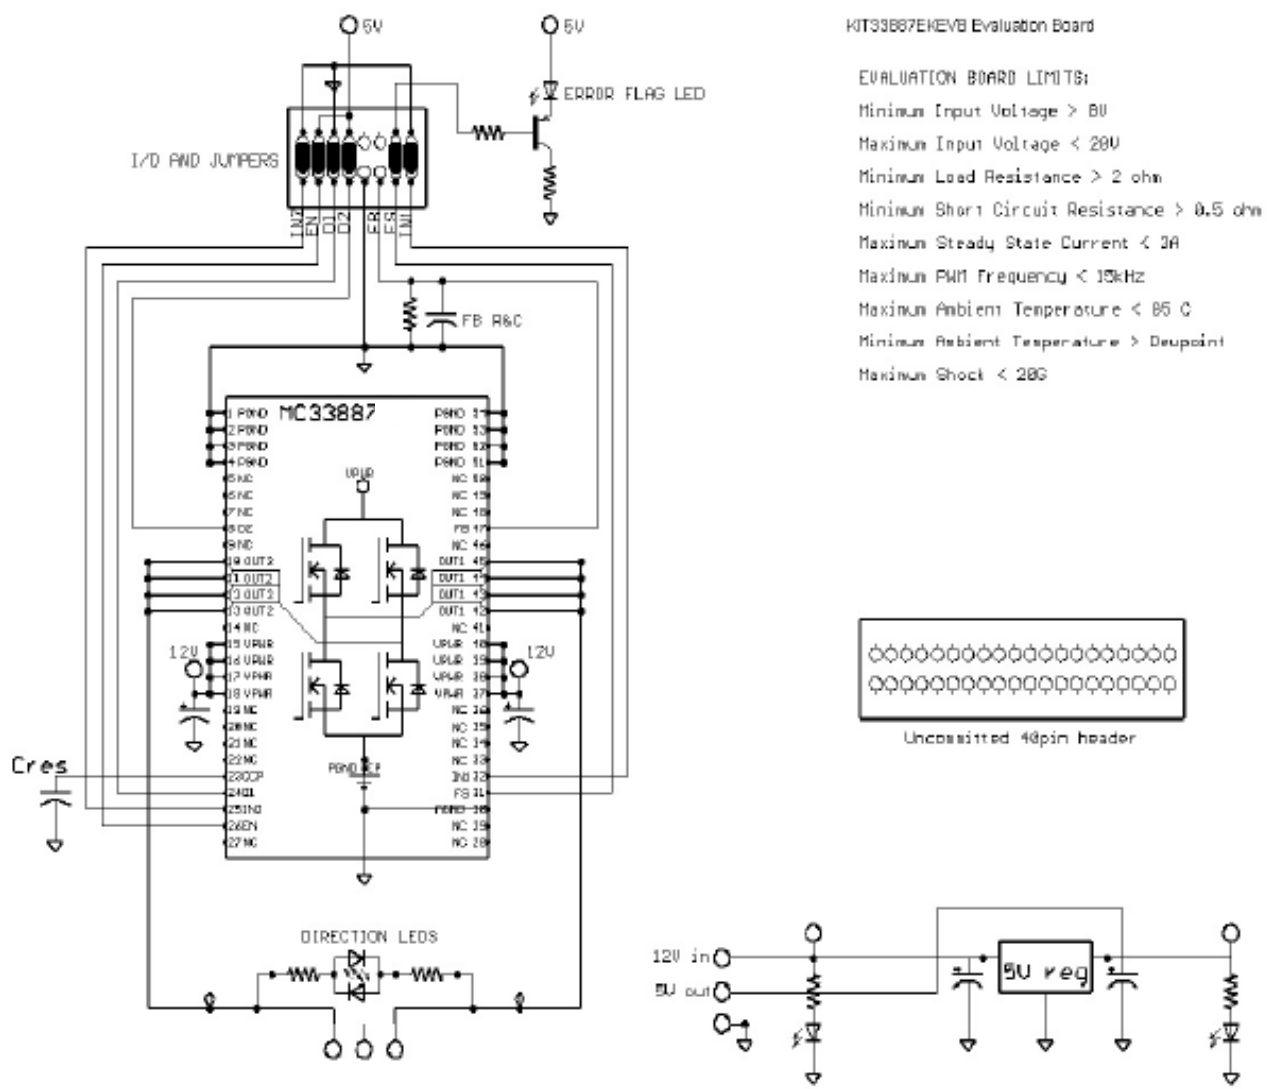 5V
5V
KIT33887EKEVB Evaluation Board
ERROR FLAG LED
EVALUATION BOARD LIMITS:
Minimum Input Voltage > 8V
Maximum Input Voltage < 28V
Minimum Load Resistance > 2 ohm
Minimum Short Circuit Resistance > 0.5 ohm
Maximum Steady State Current < 3A
Maximum PWM Frequency < 15kHz
Maximum Ambient Temperature < 85 C
Minimum Ambient Temperature > Dewpoint
Maximum Shock < 20G
I/O AND JUMPERS
IN2
EN
D1
D2
FB
FS
IN1
FB R&C
MC33887
1 PGND
2 PGND
3 PGND
4 PGND
5 NC
6 NC
7 NC
8 D2
9 NC
10 OUT2
11 OUT2
12 OUT2
13 OUT2
14 NC
15 VPWR
16 VPWR
17 VPWR
18 VPWR
19 NC
20 NC
21 NC
22 NC
23 CCP
24 D1
25 IN2
26 EN
27 NC
PGND 54
PGND 53
PGND 52
PGND 51
NC 50
NC 49
NC 48
FB 47
NC 46
OUT1 45
OUT1 44
OUT1 43
OUT1 42
NC 41
VPWR 40
VPWR 39
VPWR 38
VPWR 37
NC 36
NC 35
NC 34
NC 33
IN1 32
FS 31
AGND 30
NC 29
NC 28
VPWR
PGND
12V
12V
Cres
Uncommitted 40pin header
DIRECTION LEDS
12V in
5V out
5V reg